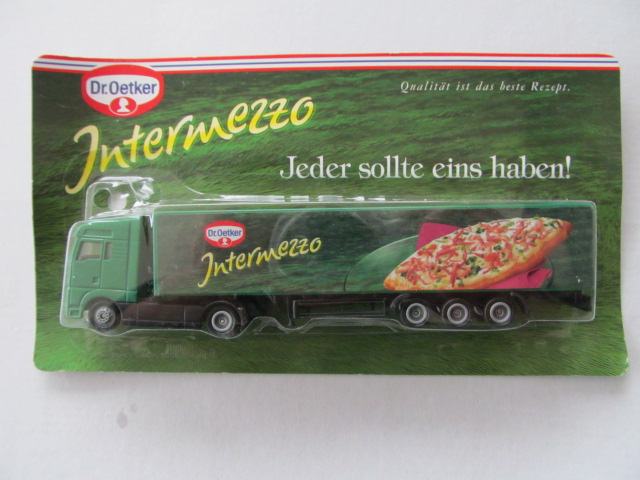 Dr. Oetker
Qualität ist das beste Rezept.
Intermezzo
Jeder sollte eins haben!
Dr. Oetker
Intermezzo